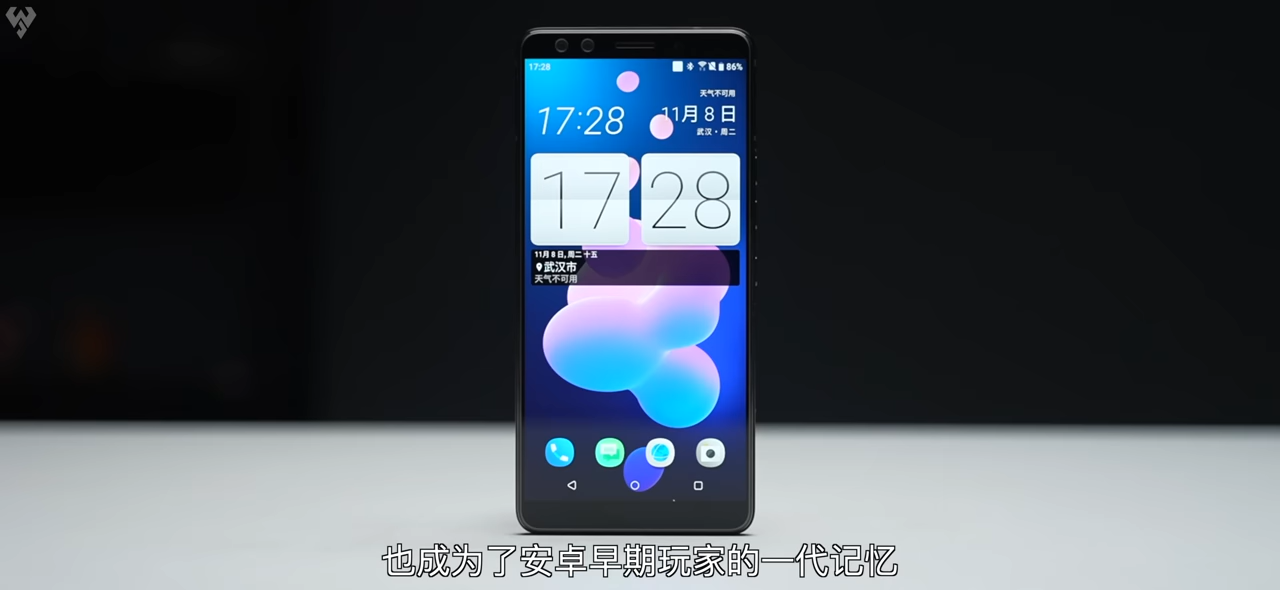 17:28
86%
天气不可用
17:28
11月8日
武汉·周二
17 28
11月8日,周二 十五
武汉市
天气不可用
也成为了安卓早期玩家的一代记忆